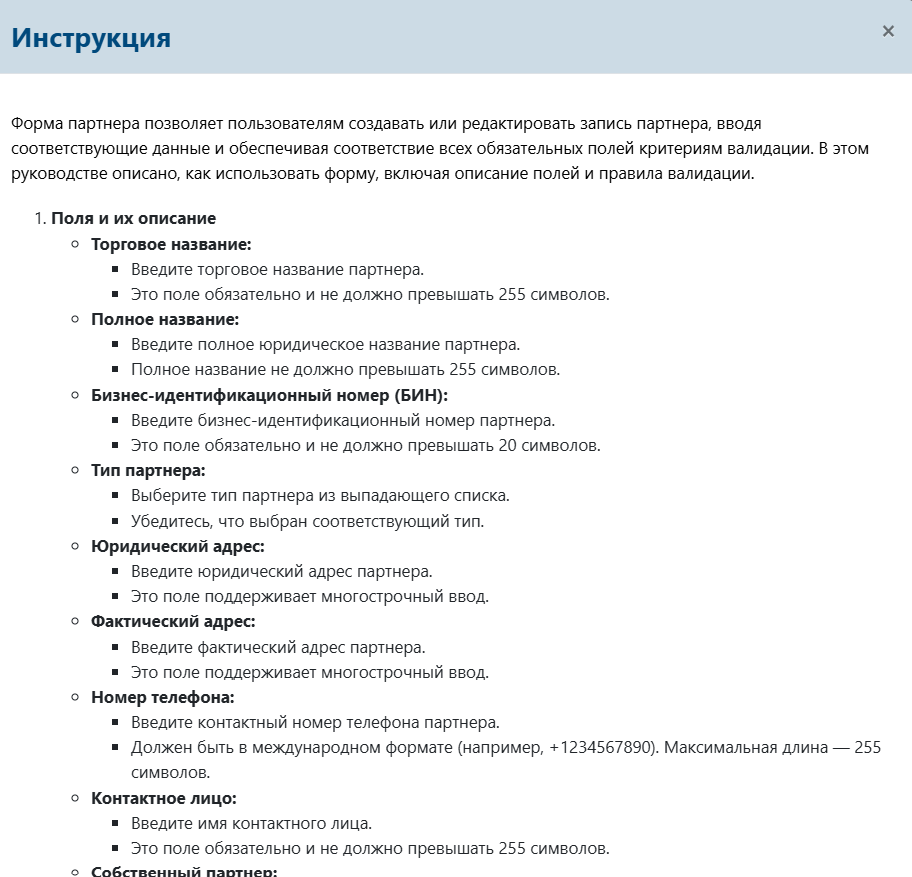 Инструкция
×
Форма партнера позволяет пользователям создавать или редактировать запись партнера, вводя
соответствующие данные и обеспечивая соответствие всех обязательных полей критериям валидации. В этом
руководстве описано, как использовать форму, включая описание полей и правила валидации.
1. Поля и их описание
Торговое название:
Введите торговое название партнера.
Это поле обязательно и не должно превышать 255 символов.
Полное название:
Введите полное юридическое название партнера.
Полное название не должно превышать 255 символов.
Бизнес-идентификационный номер (БИН):
Введите бизнес-идентификационный номер партнера.
Это поле обязательно и не должно превышать 20 символов.
Тип партнера:
Выберите тип партнера из выпадающего списка.
Убедитесь, что выбран соответствующий тип.
Юридический адрес:
Введите юридический адрес партнера.
Это поле поддерживает многострочный ввод.
Фактический адрес:
Введите фактический адрес партнера.
Это поле поддерживает многострочный ввод.
Номер телефона:
Введите контактный номер телефона партнера.
Должен быть в международном формате (например, +1234567890). Максимальная длина — 255
символов.
Контактное лицо:
Введите имя контактного лица.
Это поле обязательно и не должно превышать 255 символов.
Собственный партнер: